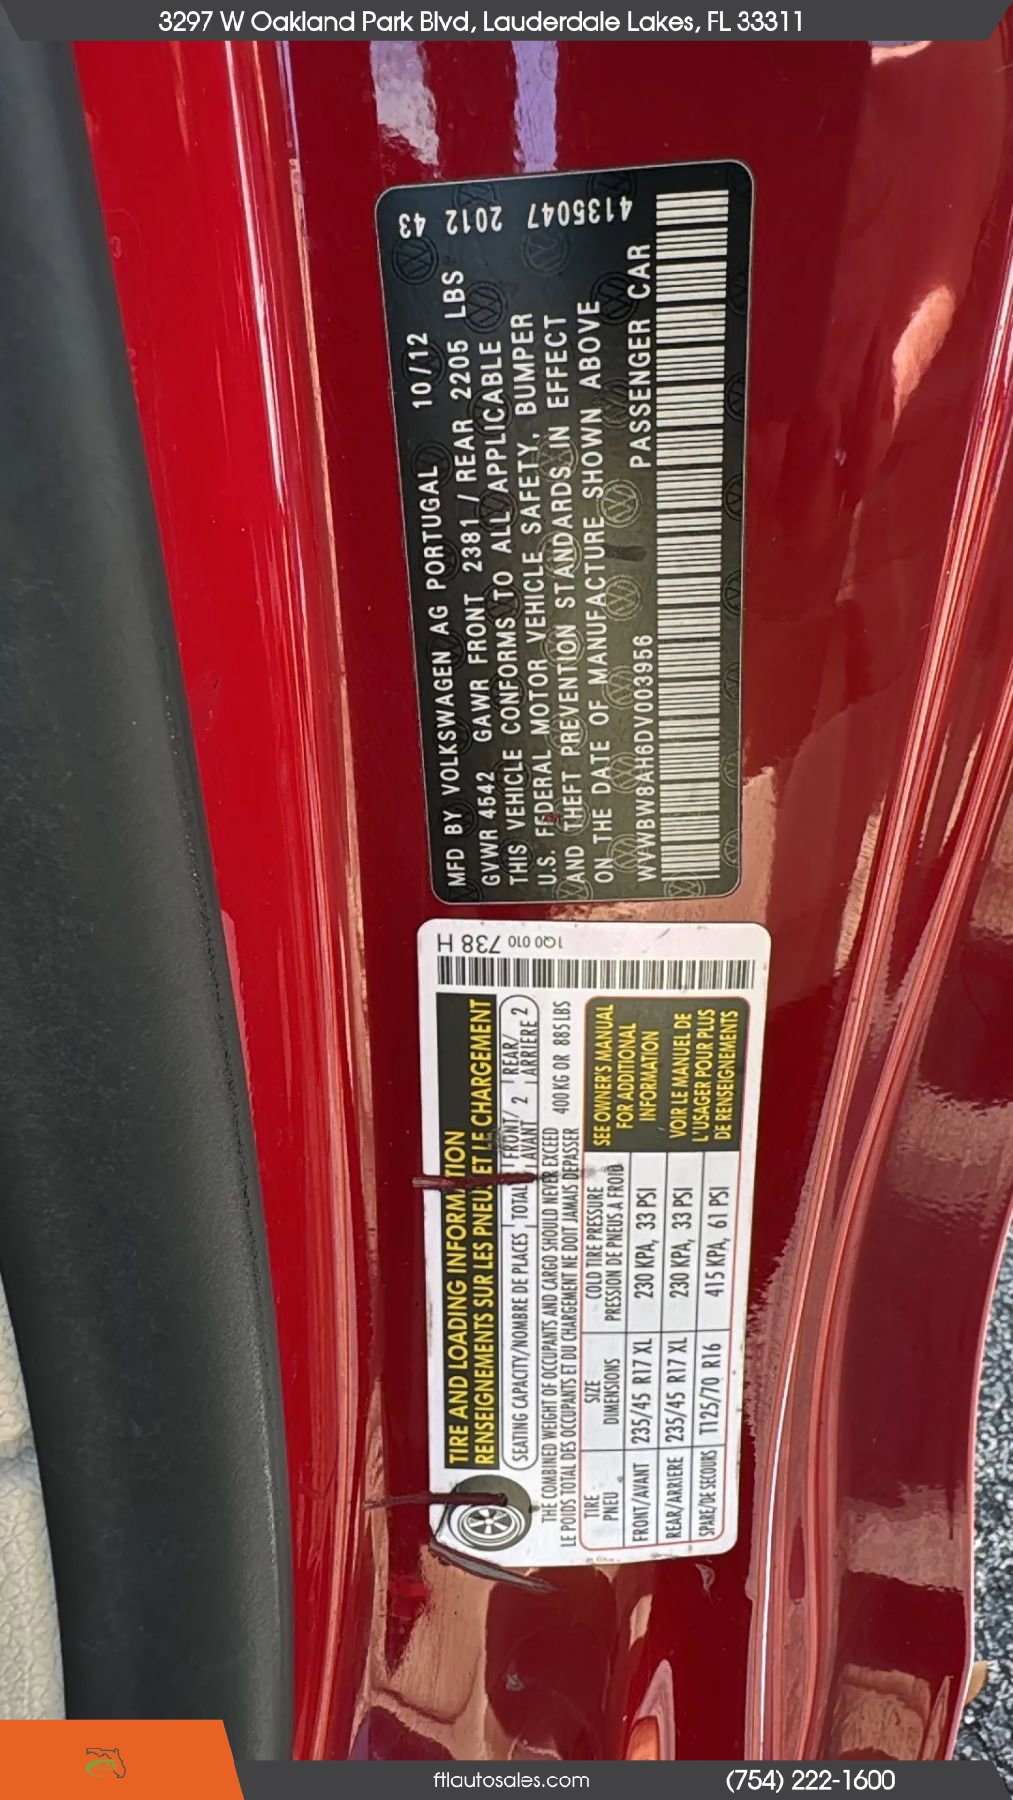 3297 W Oakland Park Blvd, Lauderdale Lakes, FL 33311
MFD BY VOLKSWAGEN AG PORTUGAL 10/12
GVWR 4542 GAWR FRONT 2381 / REAR 2205 LBS
THIS VEHICLE CONFORMS TO ALL APPLICABLE
U.S. FEDERAL MOTOR VEHICLE SAFETY, BUMPER
AND THEFT PREVENTION STANDARDS IN EFFECT
ON THE DATE OF MANUFACTURE SHOWN ABOVE
WVWBW8AH6DV003956 PASSENGER CAR
43 2012 4135047
TIRE AND LOADING INFORMATION
RENSEIGNEMENTS SUR LES PNEUS ET LE CHARGEMENT
SEATING CAPACITY/NOMBRE DE PLACES TOTAL FRONT/AVANT 2 REAR/ARRIERE 2
THE COMBINED WEIGHT OF OCCUPANTS AND CARGO SHOULD NEVER EXCEED
LE POIDS TOTAL DES OCCUPANTS ET DU CHARGEMENT NE DOIT JAMAIS DEPASSER 400 KG OR 885 LBS
TIRE PNEU SIZE DIMENSIONS COLD TIRE PRESSURE PRESSION DE PNEUS A FROID
FRONT/AVANT 235/45 R17 XL 230 KPA, 33 PSI
REAR/ARRIERE 235/45 R17 XL 230 KPA, 33 PSI
SPARE/DE SECOURS T125/70 R16 415 KPA, 61 PSI
SEE OWNER'S MANUAL
FOR ADDITIONAL
INFORMATION
VOIR LE MANUEL DE
L'USAGER POUR PLUS
DE RENSEIGNEMENTS
1Q0 010 738 H
ftlautosales.com
(754) 222-1600